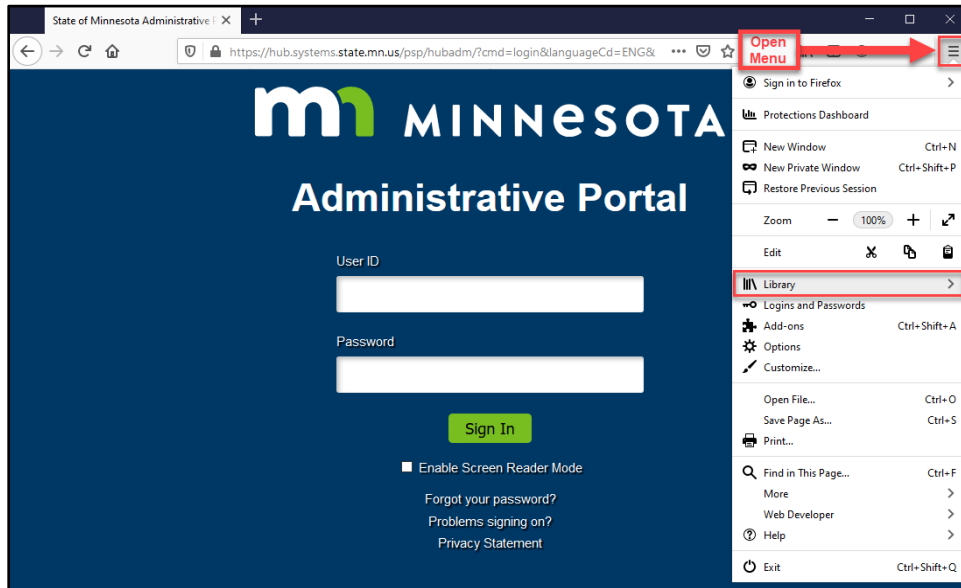 State of Minnesota Administrative
https://hub.systems.state.mn.us/psp/hubadm/?cmd=login&languageCd=ENG&
Open
Menu
mn MINNESOTA
Administrative Portal
User ID
Password
Sign In
Enable Screen Reader Mode
Forgot your password?
Problems signing on?
Privacy Statement
Sign in to Firefox
Protections Dashboard
New Window Ctrl+N
New Private Window Ctrl+Shift+P
Restore Previous Session
Zoom 100%
Edit
Library
Logins and Passwords
Add-ons Ctrl+Shift+A
Options
Customize...
Open File... Ctrl+O
Save Page As... Ctrl+S
Print...
Find in This Page... Ctrl+F
More
Web Developer
Help
Exit Ctrl+Shift+Q